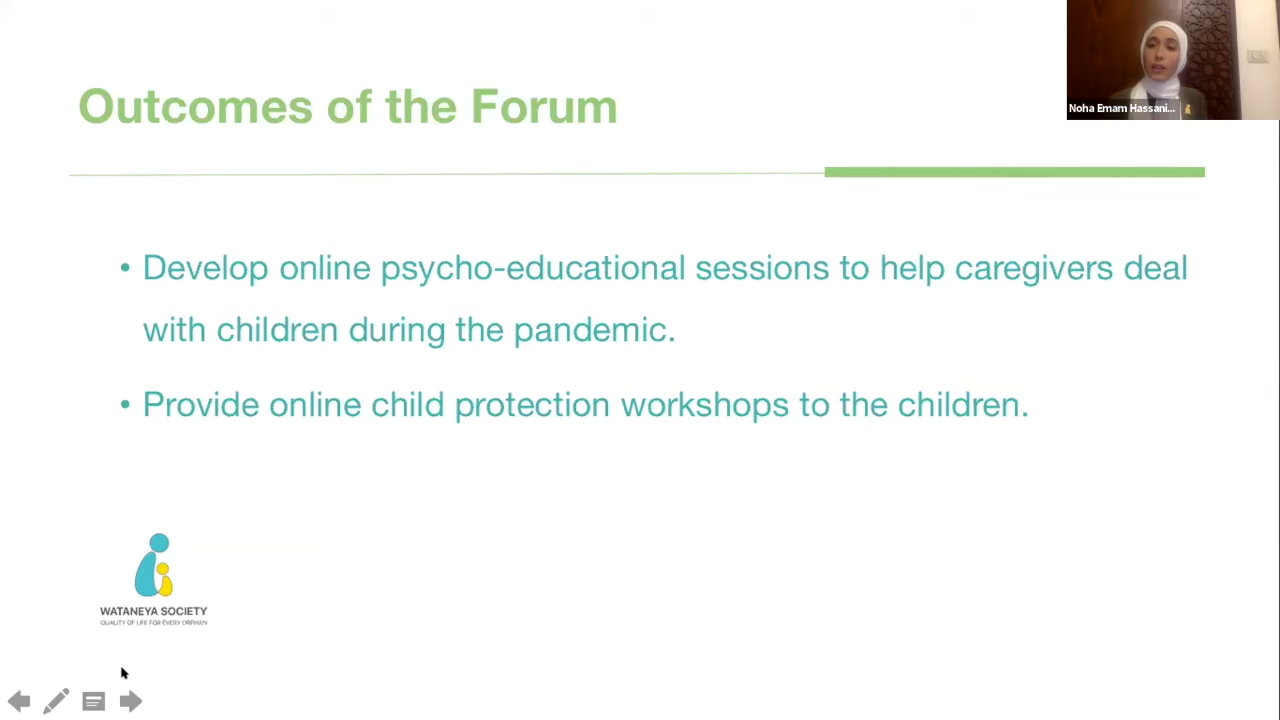 Outcomes of the Forum
Noha Emam Hassani...
• Develop online psycho-educational sessions to help caregivers deal
with children during the pandemic.
• Provide online child protection workshops to the children.
WATANEYA SOCIETY
QUALITY OF LIFE FOR EVERY ORPHAN